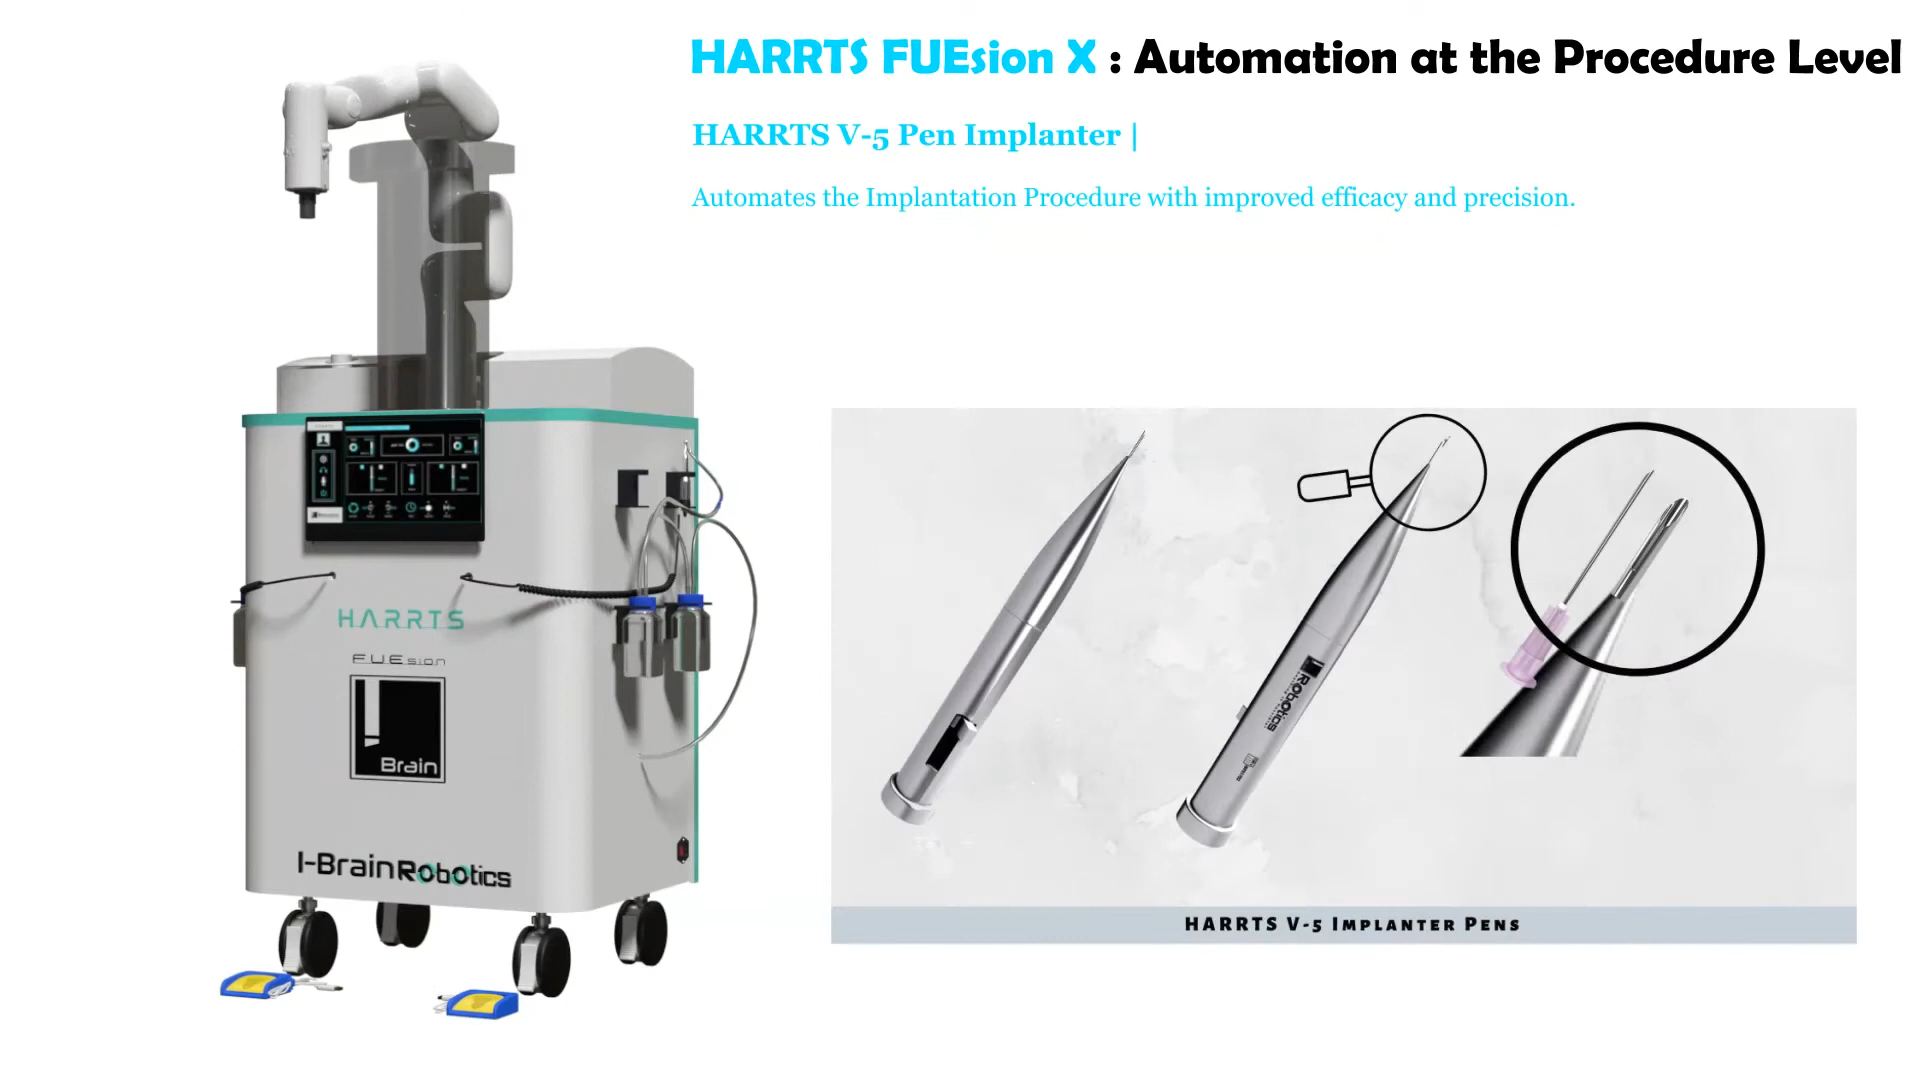 HARRTS FUEsion X : Automation at the Procedure Level
HARRTS V-5 Pen Implanter |
Automates the Implantation Procedure with improved efficacy and precision.
HARRTS
FUEsion
Brain
I-BrainRobotics
Robotics
HARRTS V-5 Implanter Pens